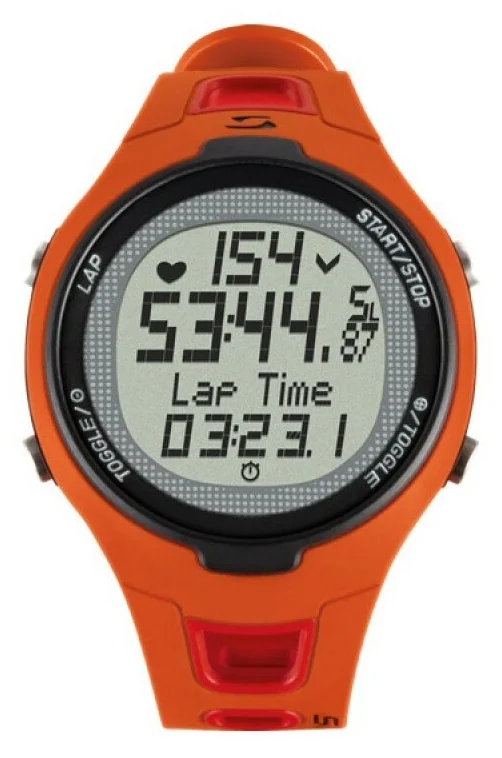 LAP
START/STOP
154
53:44.87
SL
Lap Time
03:23.1
TOGGLE/
/TOGGLE